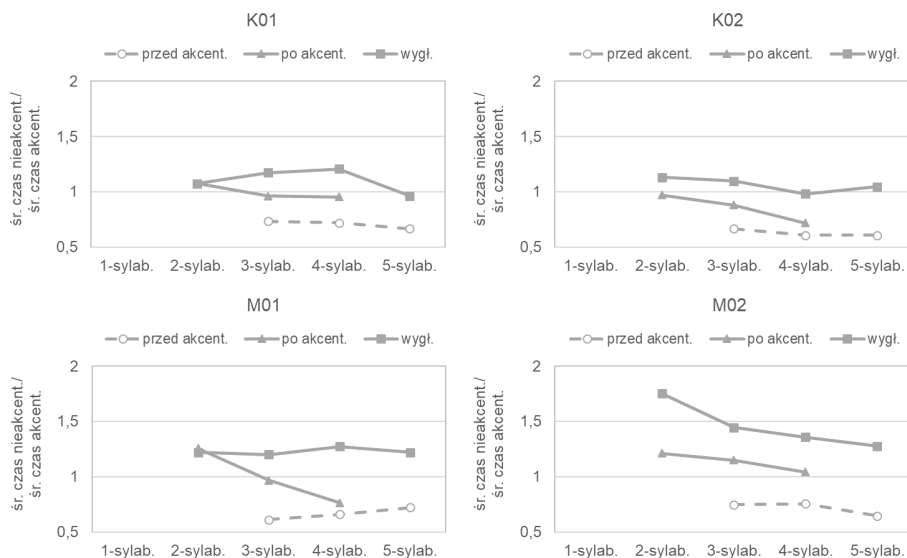 K01
przed akcent. po akcent. wygł.
śr. czas nieakcent./
śr. czas akcent.
2
1,5
1
0,5
1-sylab. 2-sylab. 3-sylab. 4-sylab. 5-sylab.
K02
przed akcent. po akcent. wygł.
śr. czas nieakcent./
śr. czas akcent.
2
1,5
1
0,5
1-sylab. 2-sylab. 3-sylab. 4-sylab. 5-sylab.
M01
przed akcent. po akcent. wygł.
śr. czas nieakcent./
śr. czas akcent.
2
1,5
1
0,5
1-sylab. 2-sylab. 3-sylab. 4-sylab. 5-sylab.
M02
przed akcent. po akcent. wygł.
śr. czas nieakcent./
śr. czas akcent.
2
1,5
1
0,5
1-sylab. 2-sylab. 3-sylab. 4-sylab. 5-sylab.